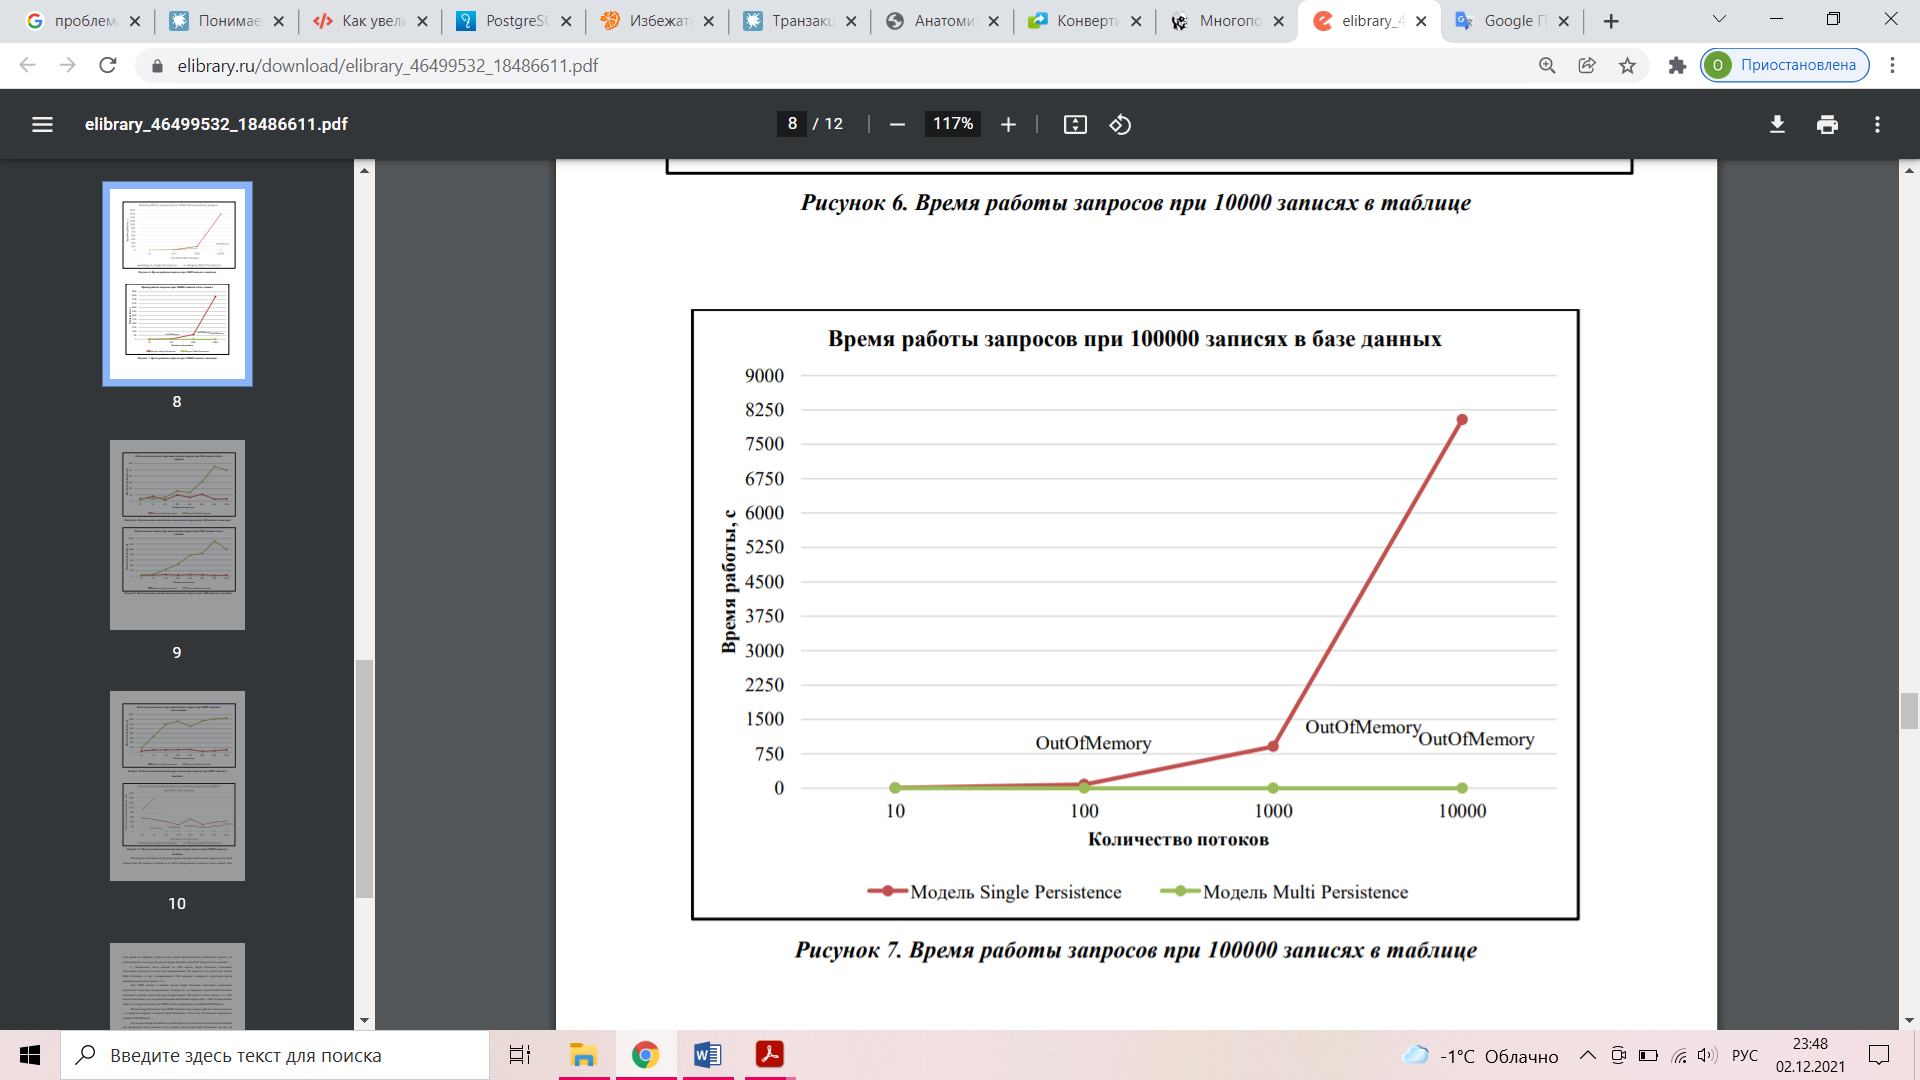 проблем
Понимае
Как увели
PostgreSQ
Избежат
Транзакц
Анатоми
Конверти
Многопо
elibrary_4
Google П
elibrary.ru/download/elibrary_46499532_18486611.pdf
О
Приостановлена
elibrary_46499532_18486611.pdf
8 / 12
117%
8
9
10
Рисунок 6. Время работы запросов при 10000 записях в таблице
Время работы запросов при 100000 записях в базе данных
9000
8250
7500
6750
6000
5250
4500
3750
3000
2250
1500
750
0
Время работы, с
OutOfMemory
OutOfMemory
OutOfMemory
10 100 1000 10000
Количество потоков
Модель Single Persistence Модель Multi Persistence
Рисунок 7. Время работы запросов при 100000 записях в таблице
Введите здесь текст для поиска
-1°C Облачно
РУС
23:48
02.12.2021